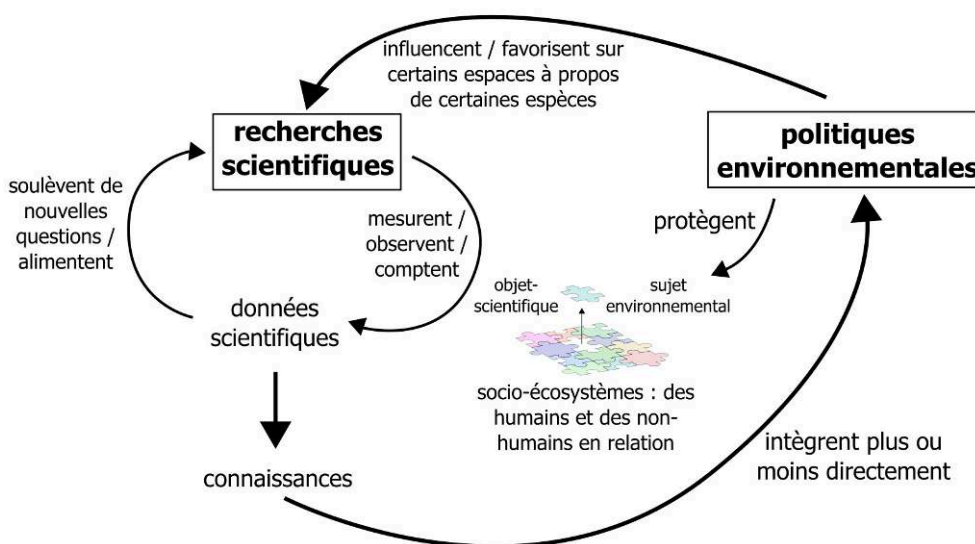 influencent / favorisent sur
certains espaces à propos
de certaines espèces
recherches
scientifiques
politiques
environnementales
soulèvent de
nouvelles
questions /
alimentent
mesurent /
observent /
comptent
protègent
objet-
scientifique
sujet
environnemental
données
scientifiques
socio-écosystèmes : des
humains et des non-
humains en relation
intègrent plus ou
moins directement
connaissances